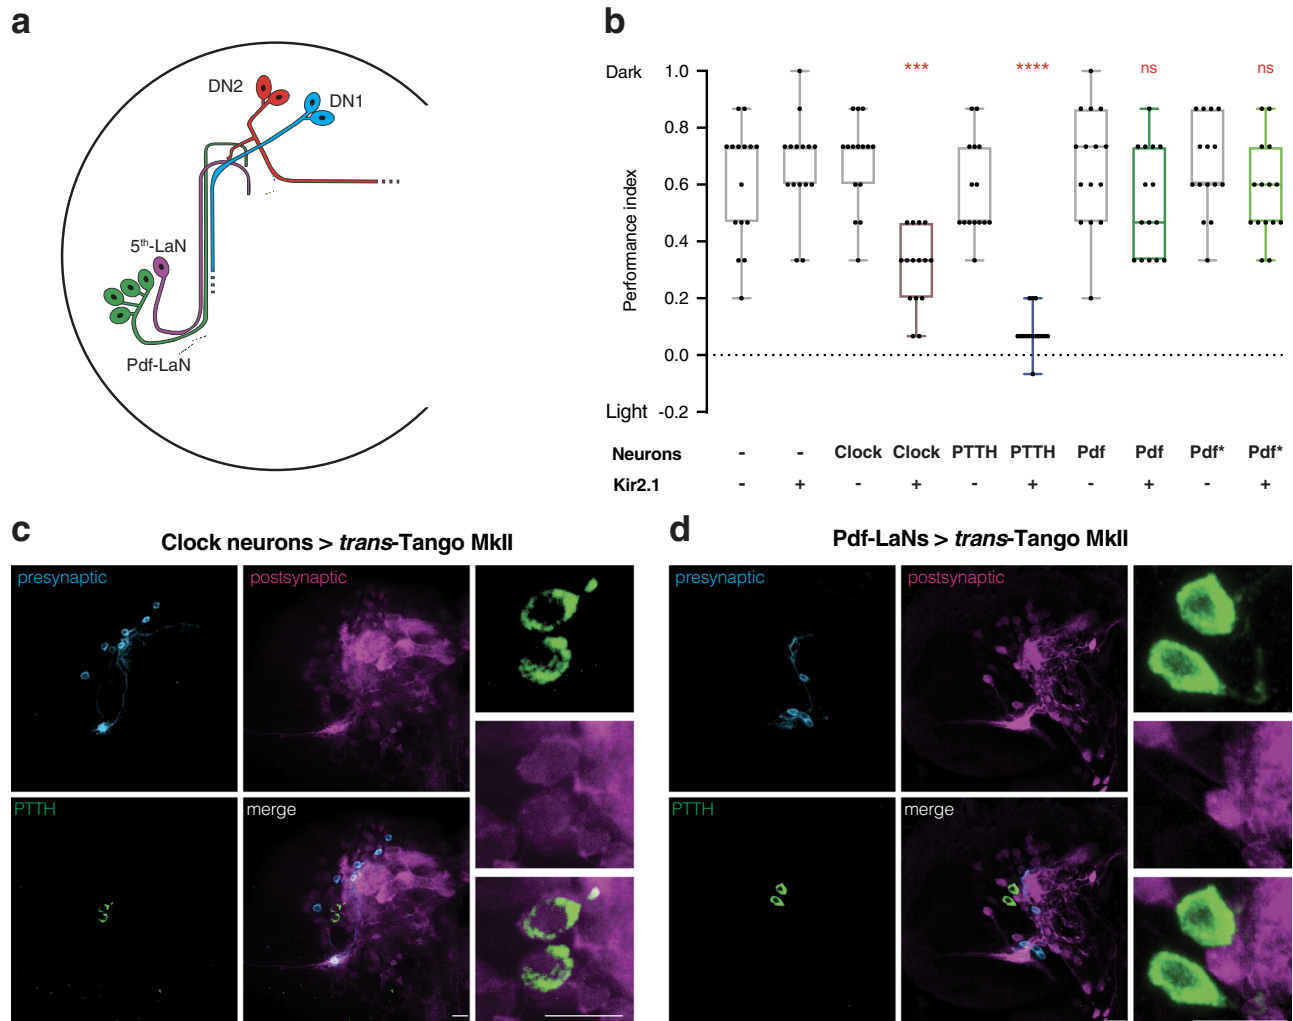 a
DN2
DN1
5th-LaN
Pdf-LaN
b
Dark
1.0
*** **** ns ns
0.8
0.6
Performance index
0.4
0.2
0.0
Light -0.2
Neurons - - Clock Clock PTTH PTTH Pdf Pdf Pdf* Pdf*
Kir2.1 - + - + - + - + - +
c
Clock neurons > trans-Tango MkII
presynaptic
postsynaptic
PTTH
merge
d
Pdf-LaNs > trans-Tango MkII
presynaptic
postsynaptic
PTTH
merge